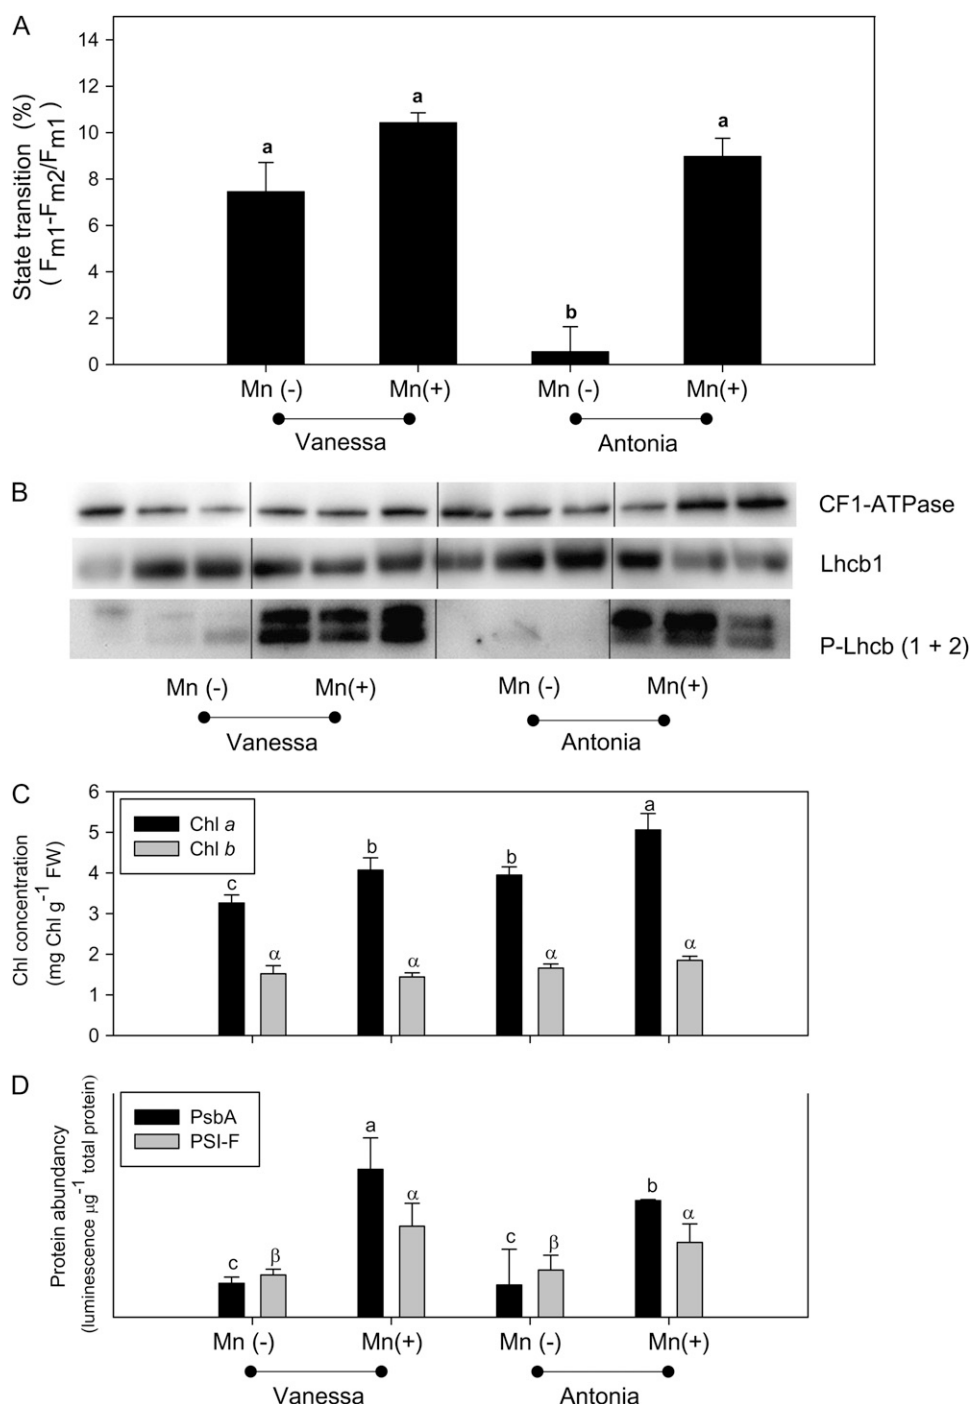 A
State transition (%)
( Fm1-Fm2/Fm1 )
14
12
10
8
6
4
2
0
a
a
b
a
Mn (-)
Mn(+)
Mn (-)
Mn(+)
Vanessa
Antonia
B
CF1-ATPase
Lhcb1
P-Lhcb (1 + 2)
Mn (-)
Mn(+)
Mn (-)
Mn(+)
Vanessa
Antonia
C
Chl concentration
(mg Chl g-1 FW)
6
5
4
3
2
1
0
Chl a
Chl b
c
α
b
α
b
α
a
α
D
Protein abundancy
(luminescence μg-1 total protein)
PsbA
PSI-F
c
β
a
α
c
β
b
α
Mn (-)
Mn(+)
Mn (-)
Mn(+)
Vanessa
Antonia